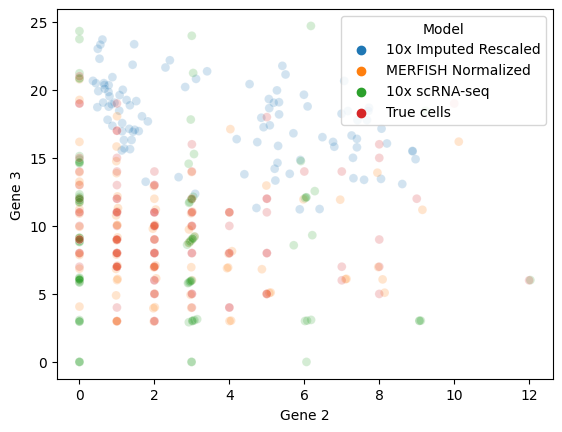 Model
10x Imputed Rescaled
MERFISH Normalized
10x scRNA-seq
True cells
25
20
15
10
5
0
Gene 3
0 2 4 6 8 10 12
Gene 2